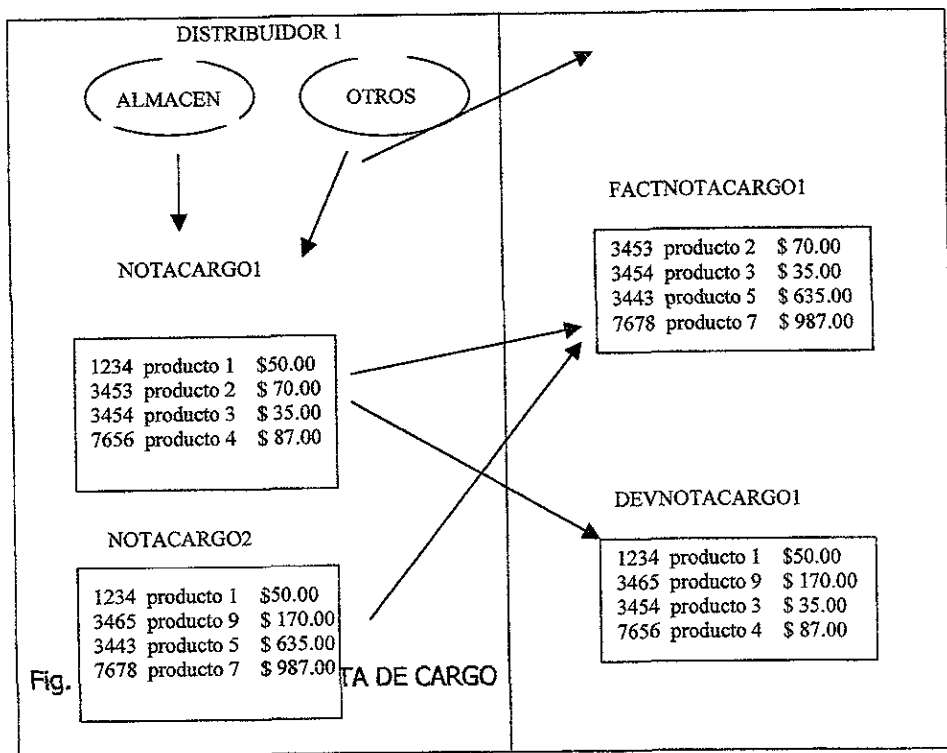 DISTRIBUIDOR 1
ALMACEN
OTROS
NOTACARGO1
1234 producto 1 $50.00
3453 producto 2 $ 70.00
3454 producto 3 $ 35.00
7656 producto 4 $ 87.00
NOTACARGO2
1234 producto 1 $50.00
3465 producto 9 $ 170.00
3443 producto 5 $ 635.00
7678 producto 7 $ 987.00
Fig. TA DE CARGO
FACTNOTACARGO1
3453 producto 2 $ 70.00
3454 producto 3 $ 35.00
3443 producto 5 $ 635.00
7678 producto 7 $ 987.00
DEVNOTACARGO1
1234 producto 1 $50.00
3465 producto 9 $ 170.00
3454 producto 3 $ 35.00
7656 producto 4 $ 87.00